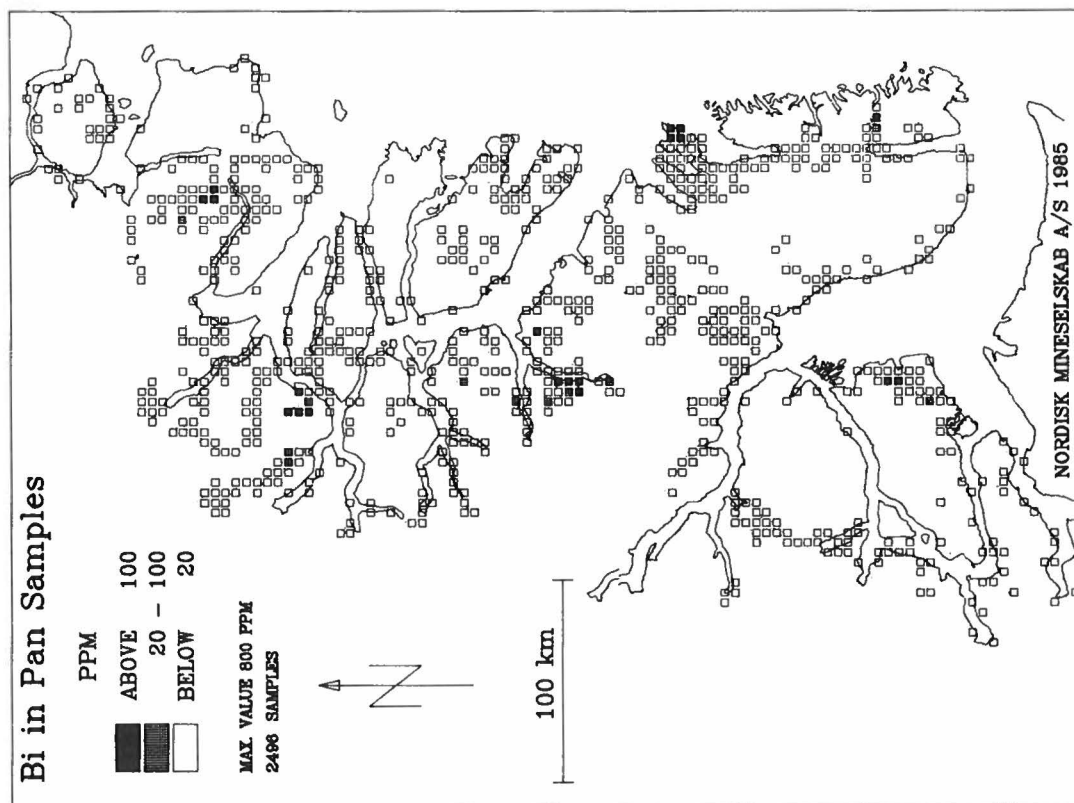 Bi in Pan Samples
PPM
ABOVE 100
20 - 100
BELOW 20
MAX. VALUE 800 PPM
2496 SAMPLES
N
100 km
NORDISK MINESELSKAB A/S 1985